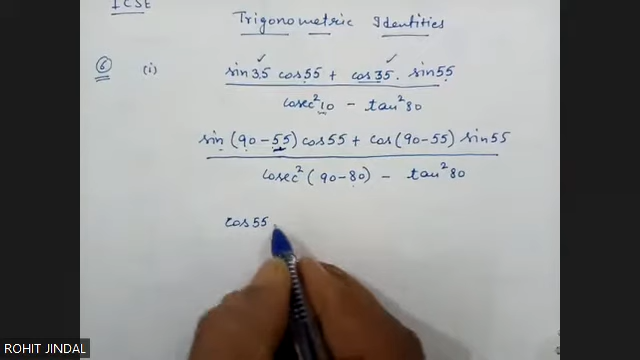 ICSE
Trigonometric Identities
6 (i) sin35 cos55 + cos35. sin55
cosec²10 - tan²80
sin(90-55) cos55 + cos(90-55) sin55
cosec²(90-80) - tan²80
cos55
ROHIT JINDAL